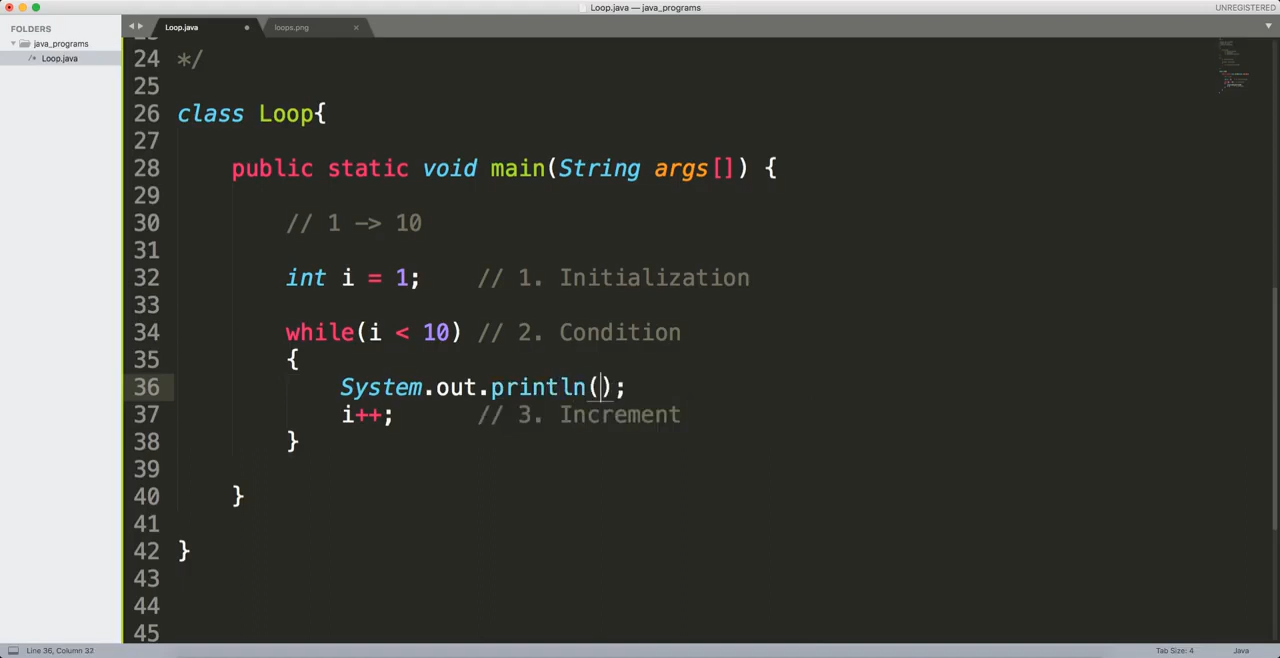 Loop.java — java_programs
UNREGISTERED
FOLDERS
java_programs
/* Loop.java
Loop.java
loops.png
24 */
25
26 class Loop{
27
28 public static void main(String args[]) {
29
30 // 1 -> 10
31
32 int i = 1; // 1. Initialization
33
34 while(i < 10) // 2. Condition
35 {
36 System.out.println();
37 i++; // 3. Increment
38 }
39
40 }
41
42 }
43
44
45
Line 36, Column 32
Tab Size: 4
Java